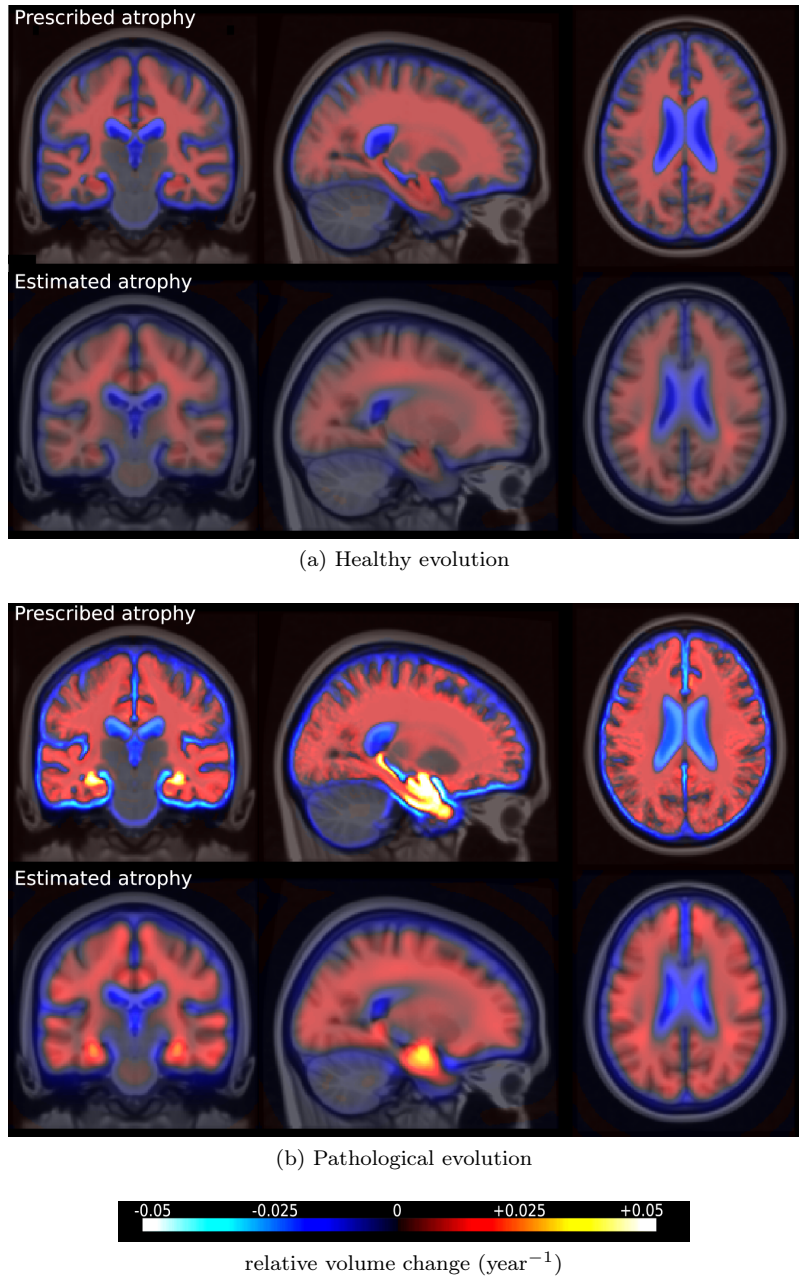 Prescribed atrophy
Estimated atrophy
(a) Healthy evolution
Prescribed atrophy
Estimated atrophy
(b) Pathological evolution
-0.05 -0.025 0 +0.025 +0.05
relative volume change (year⁻¹)